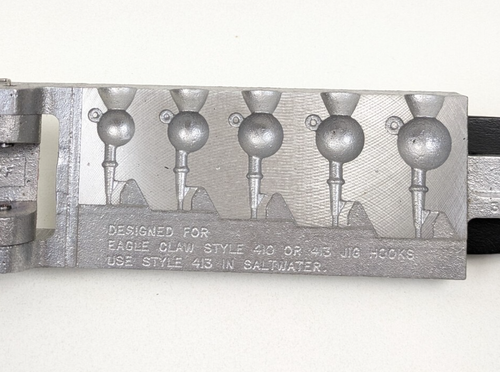 DESIGNED FOR
EAGLE CLAW STYLE 410 OR 413 JIG HOOKS
USE STYLE 413 IN SALTWATER.